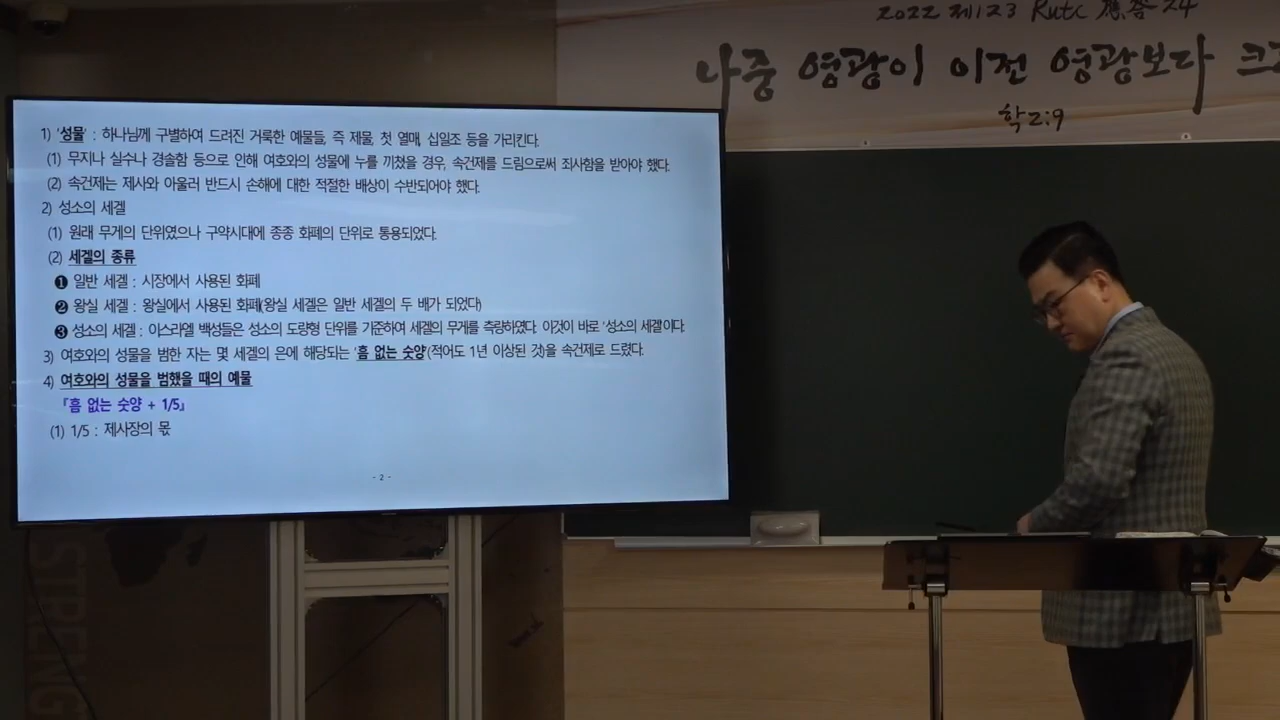 2022 제123 Rutc 應答 24
나중 영광이 이전 영광보다
학2:9
1) '성물' : 하나님께 구별하여 드려진 거룩한 예물들, 즉 제물, 첫 열매, 십일조 등을 가리킨다.
(1) 무지나 실수나 경솔함 등으로 인해 여호와의 성물에 누를 끼쳤을 경우, 속건제를 드림으로써 죄사함을 받아야 했다.
(2) 속건제는 제사와 아울러 반드시 손해에 대한 적절한 배상이 수반되어야 했다.
2) 성소의 세겔
(1) 원래 무게의 단위였으나 구약시대에 종종 화폐의 단위로 통용되었다.
(2) 세겔의 종류
❶ 일반 세겔 : 시장에서 사용된 화폐
❷ 왕실 세겔 : 왕실에서 사용된 화폐(왕실 세겔은 일반 세겔의 두 배가 되었다)
❸ 성소의 세겔 : 이스라엘 백성들은 성소의 도량형 단위를 기준하여 세겔의 무게를 측량하였다. 이것이 바로 '성소의 세겔'이다.
3) 여호와의 성물을 범한 자는 몇 세겔의 은에 해당되는 '흠 없는 숫양'(적어도 1년 이상된 것)을 속건제로 드렸다.
4) 여호와의 성물을 범했을 때의 예물
『흠 없는 숫양 + 1/5』
(1) 1/5 : 제사장의 몫
- 2 -
STRENG